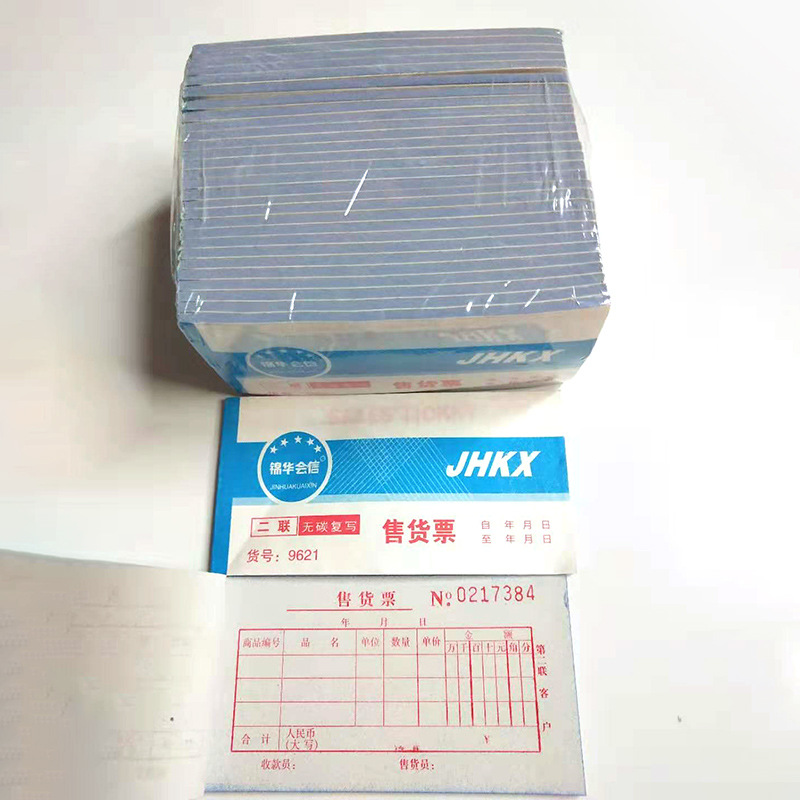 锦华会信
JHKX
售货票
锦华会信
JINHUAKUAIXIN
JHKX
二联 无碳复写 售货票 自 年 月 日
至 年 月 日
货号：9621
售货票 No. 0217384
年 月 日
商品编号 品名 单位 数量 单价 金额
万 千 百 十 元 角 分
第二联客户
合计 人民币(大写) ¥
收款员： 售货员：